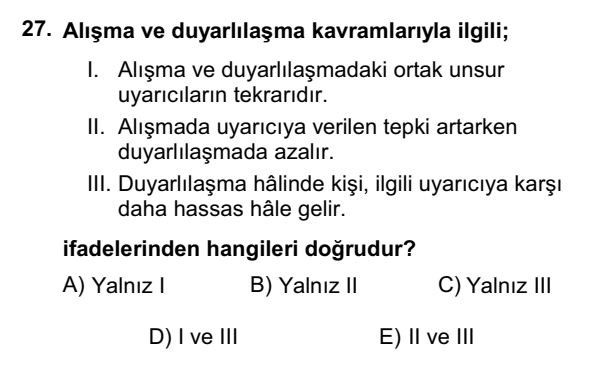 27. Alışma ve duyarlılaşma kavramlarıyla ilgili;
I. Alışma ve duyarlılaşmadaki ortak unsur
uyarıcıların tekrarıdır.
II. Alışmada uyarıcıya verilen tepki artarken
duyarlılaşmada azalır.
III. Duyarlılaşma hâlinde kişi, ilgili uyarıcıya karşı
daha hassas hâle gelir.
ifadelerinden hangileri doğrudur?
A) Yalnız I B) Yalnız II C) Yalnız III
D) I ve III E) II ve III